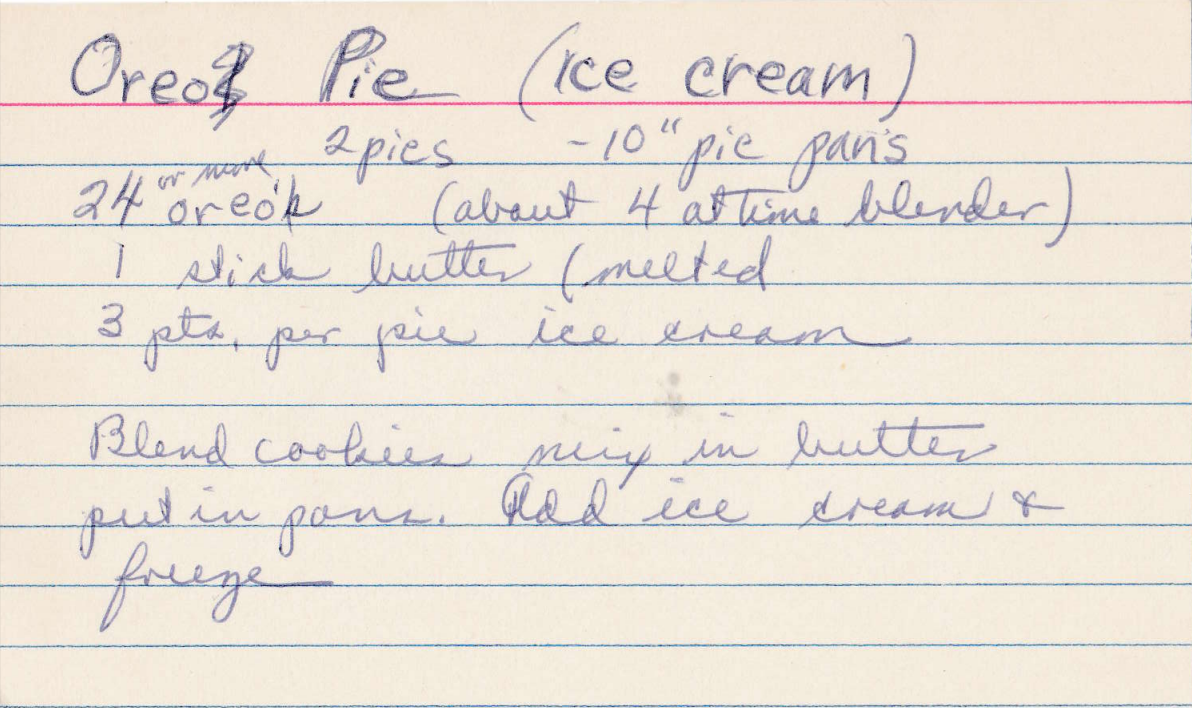 Oreo Pie (ice cream)
2 pies - 10" pie pans
24 or more oreo's (about 4 at time blender)
1 stick butter (melted
3 pts. per pie ice cream
Blend cookies mix in butter
put in pans. Add ice cream &
freeze